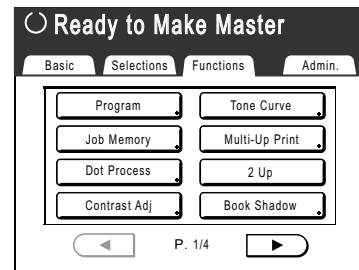 Ready to Make Master
Basic Selections Functions Admin.
Program Tone Curve
Job Memory Multi-Up Print
Dot Process 2 Up
Contrast Adj Book Shadow
P. 1/4